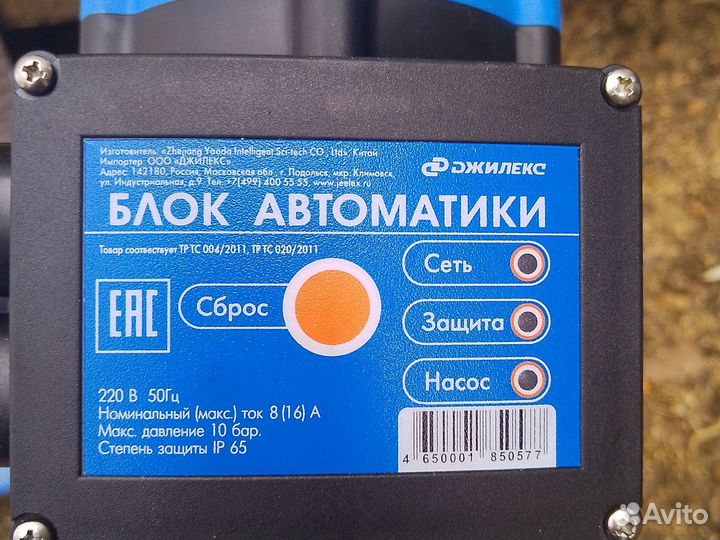 Изготовитель: «Zhejiang Yaoda Intelligent Sci-tech CO., Ltd», Китай
Импортер: ООО «ДЖИЛЕКС»
Адрес: 142180, Россия, Московская обл., г. Подольск, мкр. Климовск,
ул. Индустриальная, д.9. Тел. +7(499) 400 55 55, www.jeelex.ru
ДЖИЛЕКС
БЛОК АВТОМАТИКИ
Товар соответсвует ТР ТС 004/2011, ТР ТС 020/2011
Сеть
EAC
Сброс
Защита
Насос
220 В 50Гц
Номинальный (макс.) ток 8 (16) А
Макс. давление 10 бар.
Степень защиты IP 65
4 650001 850577
Avito